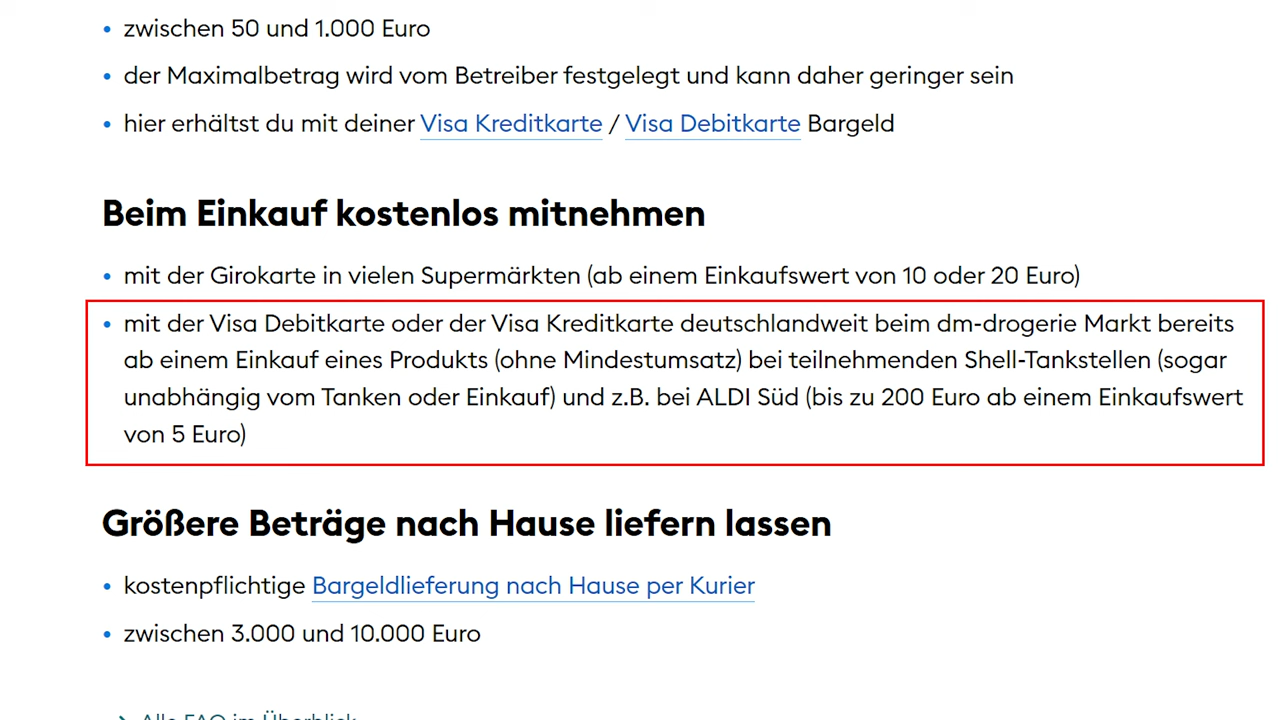 zwischen 50 und 1.000 Euro
der Maximalbetrag wird vom Betreiber festgelegt und kann daher geringer sein
hier erhältst du mit deiner Visa Kreditkarte / Visa Debitkarte Bargeld
Beim Einkauf kostenlos mitnehmen
mit der Girokarte in vielen Supermärkten (ab einem Einkaufswert von 10 oder 20 Euro)
mit der Visa Debitkarte oder der Visa Kreditkarte deutschlandweit beim dm-drogerie Markt bereits
ab einem Einkauf eines Produkts (ohne Mindestumsatz) bei teilnehmenden Shell-Tankstellen (sogar
unabhängig vom Tanken oder Einkauf) und z.B. bei ALDI Süd (bis zu 200 Euro ab einem Einkaufswert
von 5 Euro)
Größere Beträge nach Hause liefern lassen
kostenpflichtige Bargeldlieferung nach Hause per Kurier
zwischen 3.000 und 10.000 Euro
Alle FAQ im Überblick